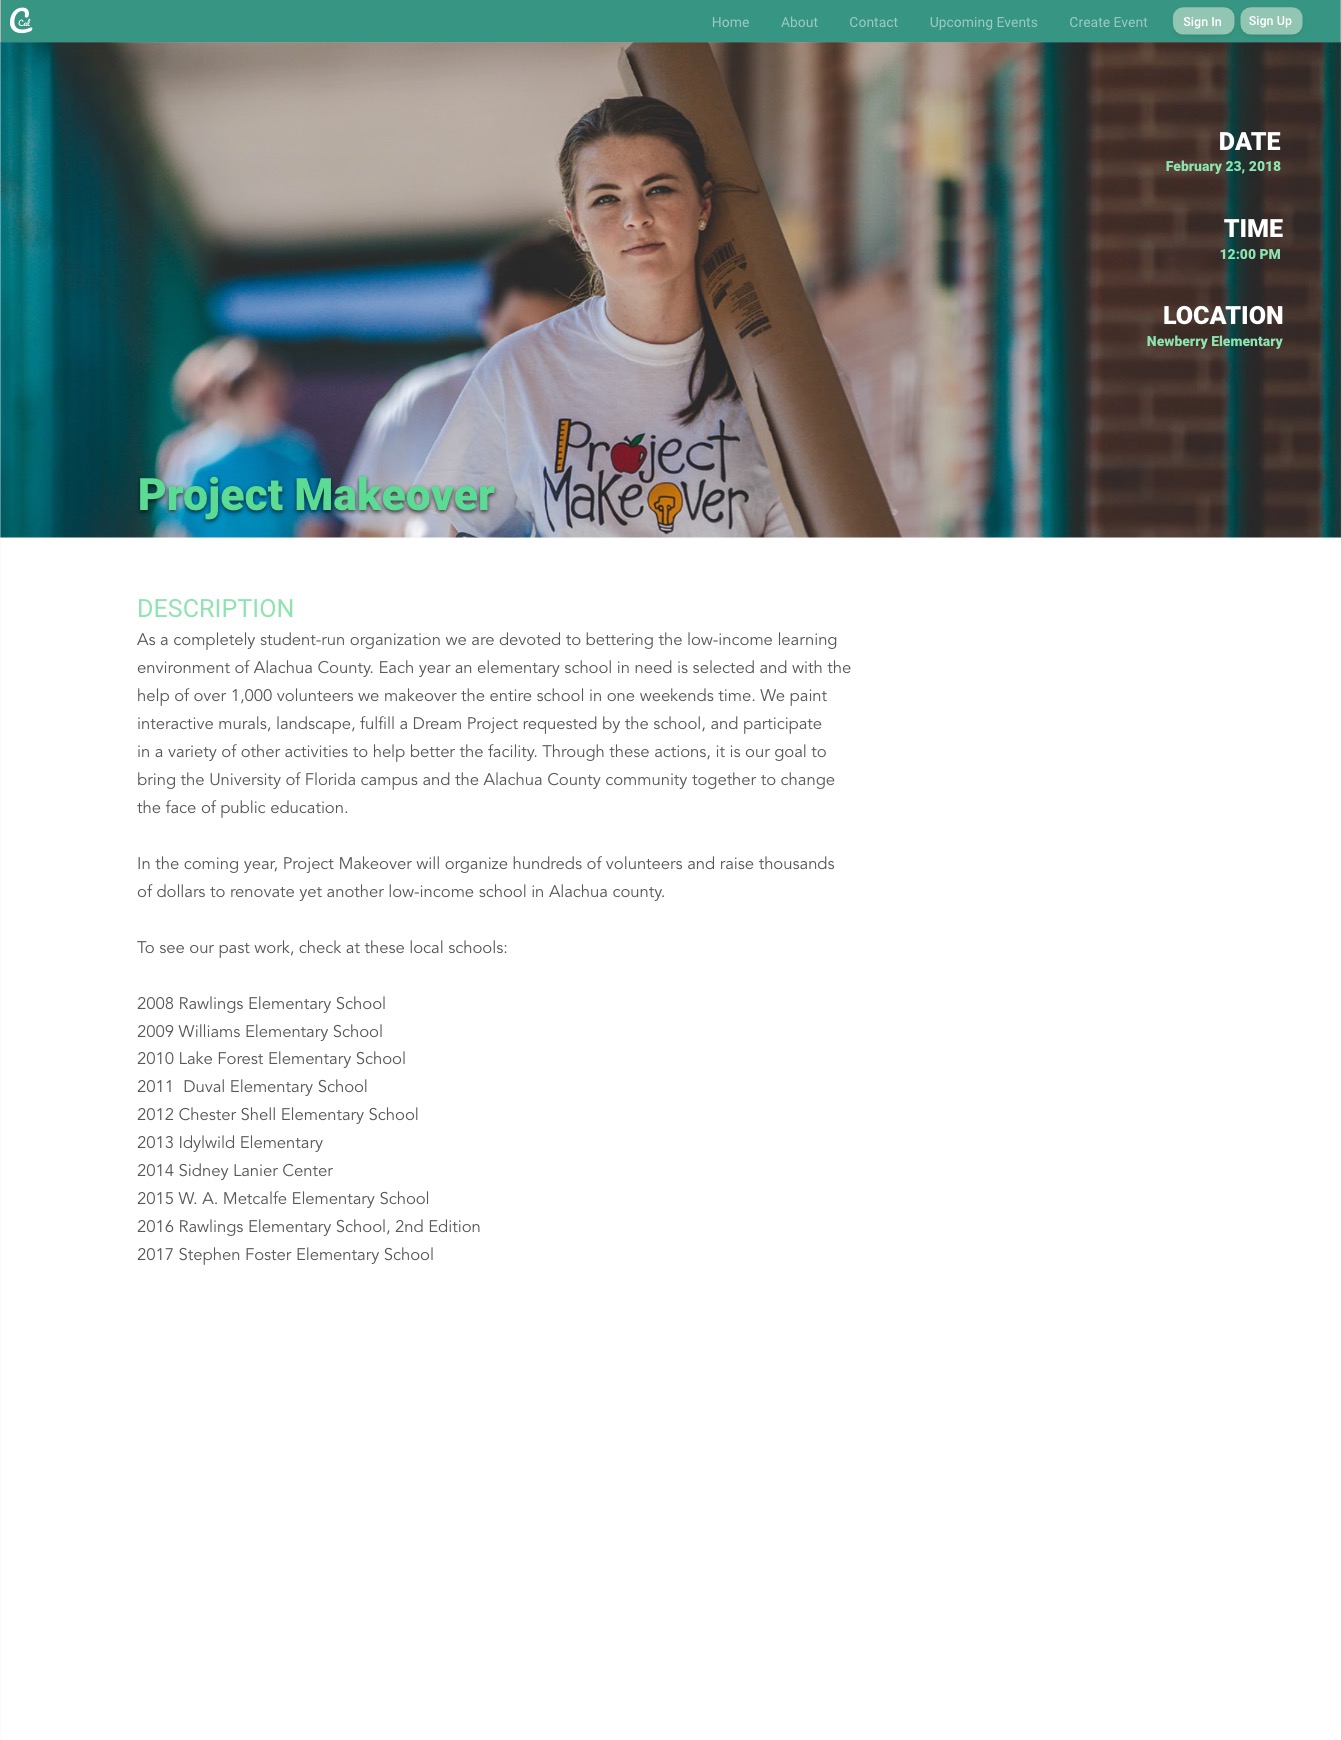 C Cal
Home About Contact Upcoming Events Create Event Sign In Sign Up
DATE
February 23, 2018
TIME
12:00 PM
LOCATION
Newberry Elementary
Project
Makeover
Project Makeover
DESCRIPTION
As a completely student-run organization we are devoted to bettering the low-income learning
environment of Alachua County. Each year an elementary school in need is selected and with the
help of over 1,000 volunteers we makeover the entire school in one weekends time. We paint
interactive murals, landscape, fulfill a Dream Project requested by the school, and participate
in a variety of other activities to help better the facility. Through these actions, it is our goal to
bring the University of Florida campus and the Alachua County community together to change
the face of public education.
In the coming year, Project Makeover will organize hundreds of volunteers and raise thousands
of dollars to renovate yet another low-income school in Alachua county.
To see our past work, check at these local schools:
2008 Rawlings Elementary School
2009 Williams Elementary School
2010 Lake Forest Elementary School
2011  Duval Elementary School
2012 Chester Shell Elementary School
2013 Idylwild Elementary
2014 Sidney Lanier Center
2015 W. A. Metcalfe Elementary School
2016 Rawlings Elementary School, 2nd Edition
2017 Stephen Foster Elementary School